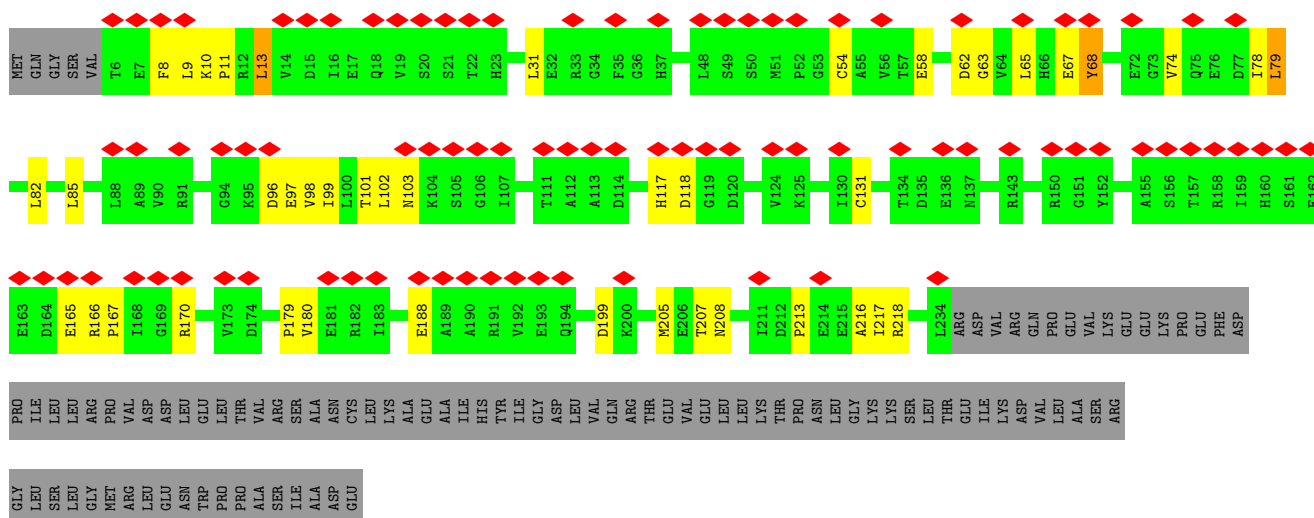 MET GLN GLY SER VAL T6 E7 F8 L9 K10 P11 R12 L13 V14 D15 I16 E17 Q18 V19 S20 S21 T22 H23 L31 E32 R33 G34 F35 G36 H37 L48 S49 S50 M51 P52 G53 C54 A55 V56 T57 E58 D62 G63 V64 L65 H66 E67 Y68 E72 G73 V74 Q75 E76 D77 I78 L79
L82 L85 L88 A89 V90 R91 G94 K95 D96 E97 V98 I99 L100 T101 L102 N103 K104 S105 G106 I107 T111 A112 A113 D114 H117 D118 G119 D120 V124 K125 I130 C131 T134 D135 E136 N137 R143 R150 G151 Y152 A155 S156 T157 R158 I159 H160 S161 E162
E163 D164 E165 R166 P167 I168 G169 R170 V173 D174 P179 V180 E181 R182 I183 E188 A189 A190 R191 V192 E193 Q194 D199 K200 M205 E206 T207 N208 I211 D212 P213 E214 E215 A216 I217 R218 L234 ARG ASP VAL ARG GLN PRO GLU VAL LYS GLU GLU LYS PRO GLU PHE ASP
PRO ILE LEU LEU ARG PRO VAL ASP ASP LEU GLU LEU THR VAL ARG SER ALA ASN CYS LEU LYS ALA GLU ALA ILE HIS TYR ILE GLY ASP LEU VAL GLN ARG THR GLU VAL GLU LEU LEU LYS THR PRO ASN LEU GLY LYS LYS SER LEU THR GLU ILE LYS ASP VAL LEU ALA SER ARG
GLY LEU SER LEU GLY MET ARG LEU GLU ASN TRP PRO PRO ALA SER ILE ALA ASP GLU